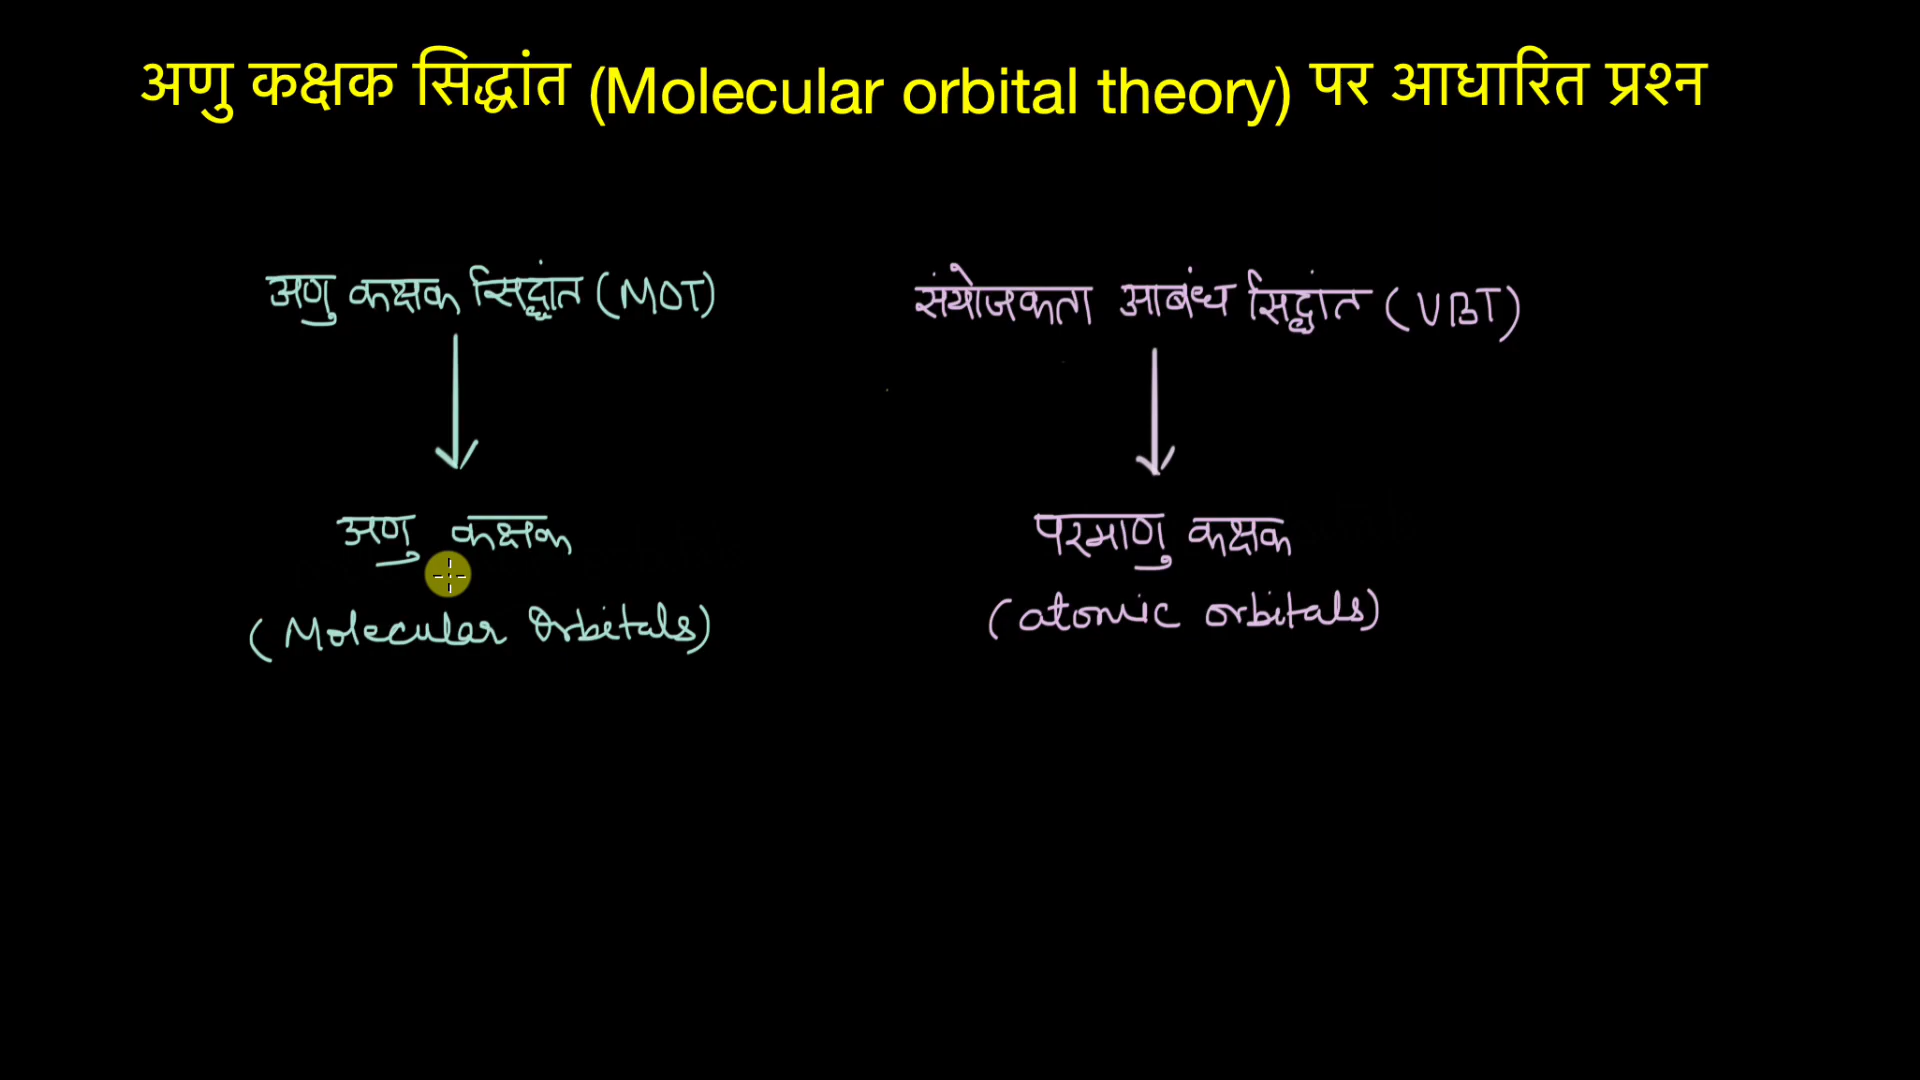 अणु कक्षक सिद्धांत (Molecular orbital theory) पर आधारित प्रश्न
अणु कक्षक सिद्धांत (MOT)
संयोजकता आबंध सिद्धांत (VBT)
अणु कक्षक
(Molecular Orbitals)
परमाणु कक्षक
(atomic orbitals)